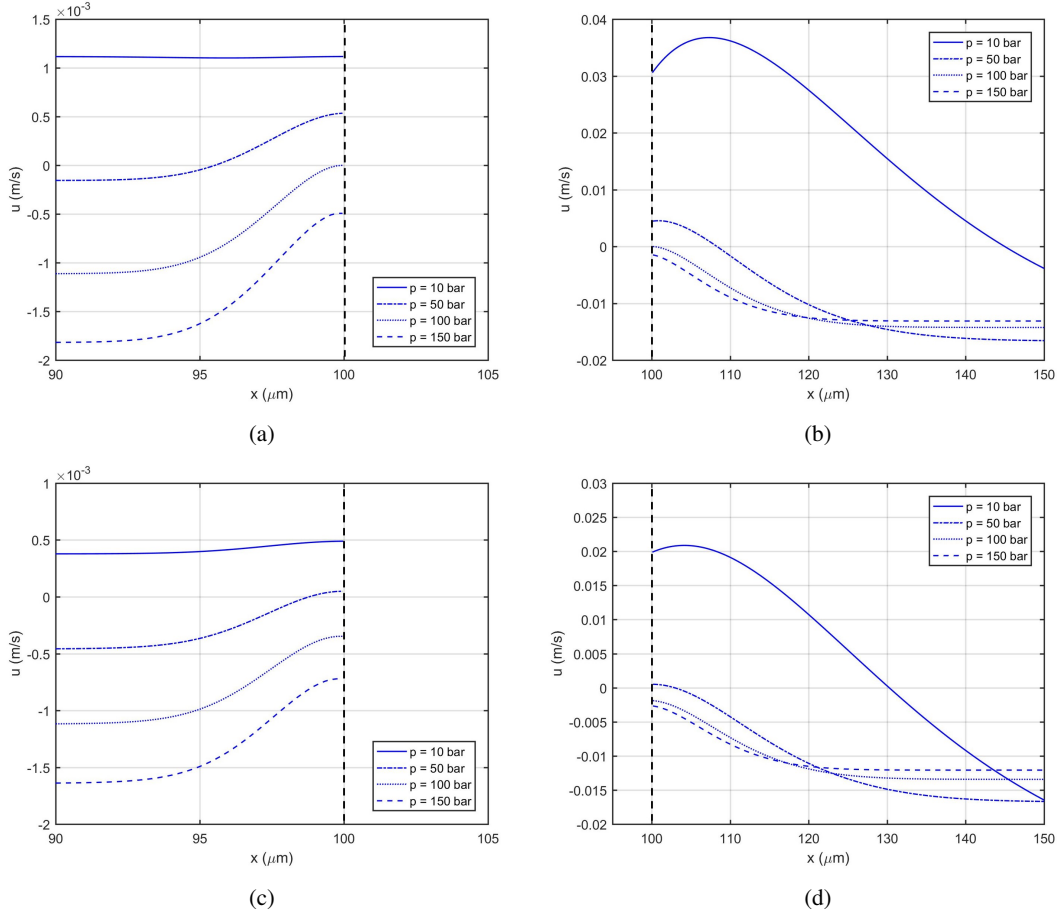 ×10⁻³
1.5
1
0.5
0
-0.5
-1
-1.5
-2
90 95 100 105
u (m/s)
x (μm)
p = 10 bar
p = 50 bar
p = 100 bar
p = 150 bar
(a)
0.04
0.03
0.02
0.01
0
-0.01
-0.02
100 110 120 130 140 150
u (m/s)
x (μm)
p = 10 bar
p = 50 bar
p = 100 bar
p = 150 bar
(b)
×10⁻³
1
0.5
0
-0.5
-1
-1.5
-2
90 95 100 105
u (m/s)
x (μm)
p = 10 bar
p = 50 bar
p = 100 bar
p = 150 bar
(c)
0.03
0.025
0.02
0.015
0.01
0.005
0
-0.005
-0.01
-0.015
-0.02
100 110 120 130 140 150
u (m/s)
x (μm)
p = 10 bar
p = 50 bar
p = 100 bar
p = 150 bar
(d)